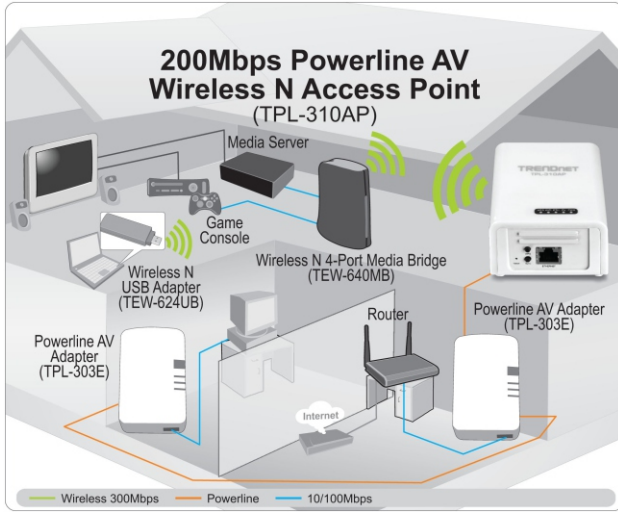 200Mbps Powerline AV
Wireless N Access Point
(TPL-310AP)
Media Server
TRENDnet
TPL-310AP
Game
Console
Wireless N
USB Adapter
(TEW-624UB)
Wireless N 4-Port Media Bridge
(TEW-640MB)
Powerline AV
Adapter
(TPL-303E)
Router
Powerline AV Adapter
(TPL-303E)
Internet
Wireless 300Mbps
Powerline
10/100Mbps